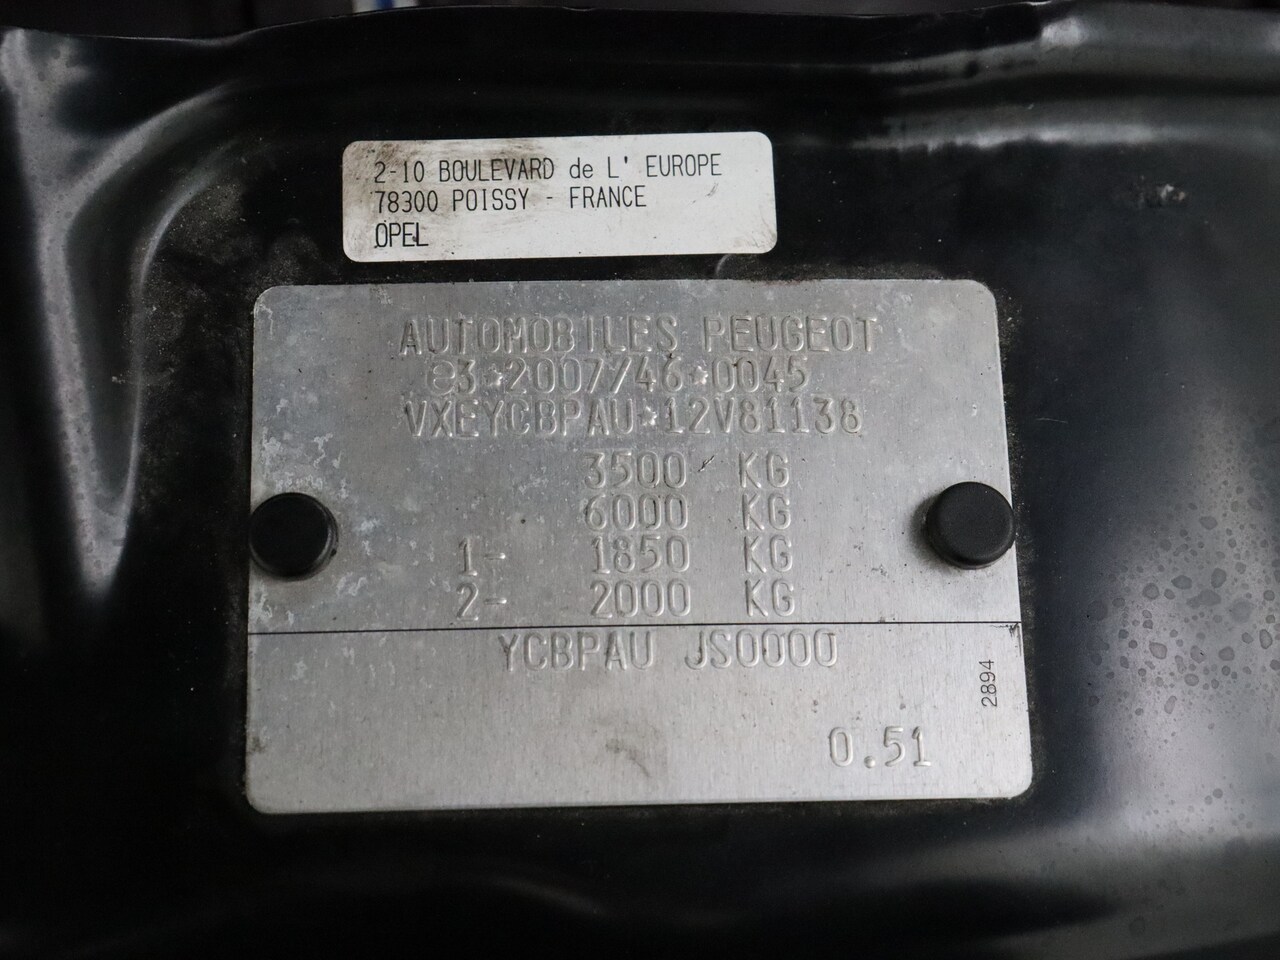 2-10 BOULEVARD de L' EUROPE
78300 POISSY - FRANCE
OPEL
AUTOMOBILES PEUGEOT
e3*2007/46*0045
VXEYCBPAU*12V81138
3500 KG
6000 KG
1- 1850 KG
2- 2000 KG
YCBPAU JS0000
2894
0.51